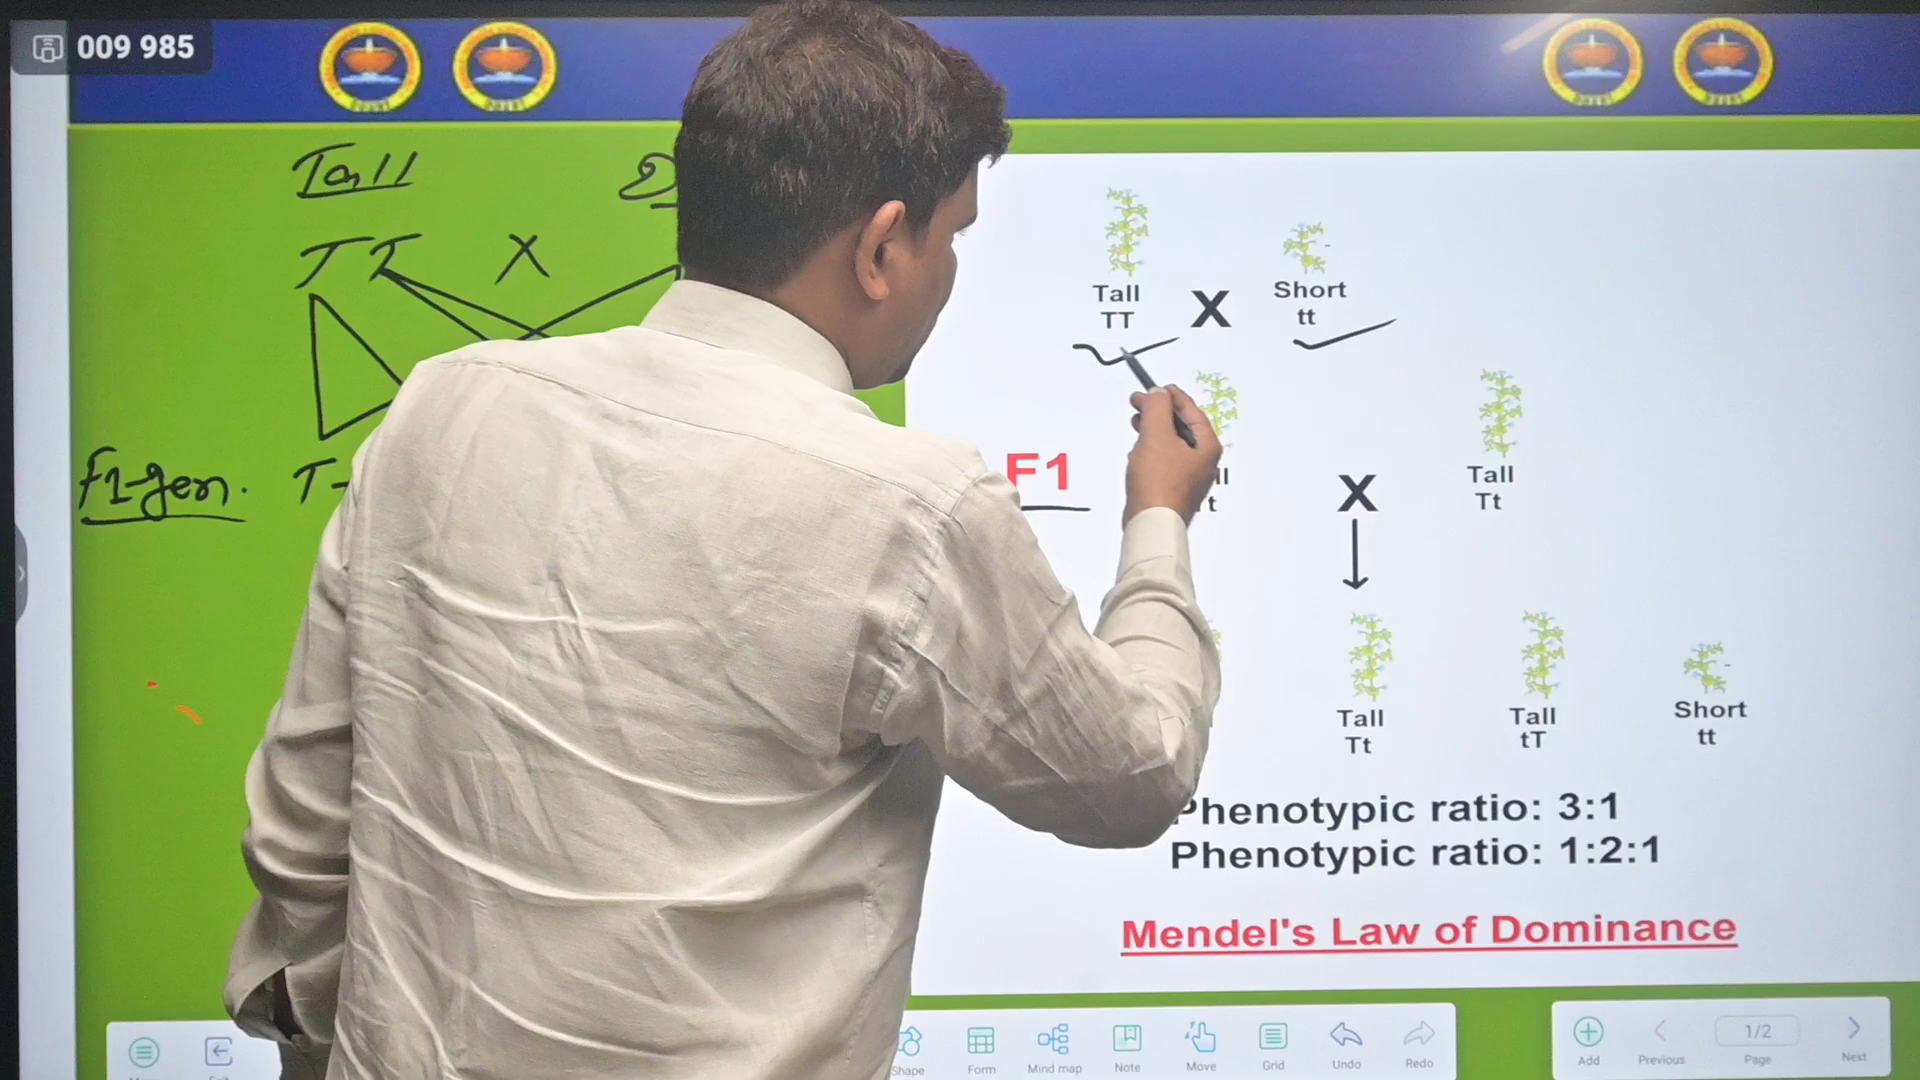 009 985
Tall
TT X
F1-gen. T-
Tall X Short
TT tt
F1
X Tall
Tt
Tall Tall Short
Tt tT tt
Phenotypic ratio: 3:1
Phenotypic ratio: 1:2:1
Mendel's Law of Dominance
Shape Form Mind map Note Move Grid Undo Redo
Add Previous 1/2 Page Next